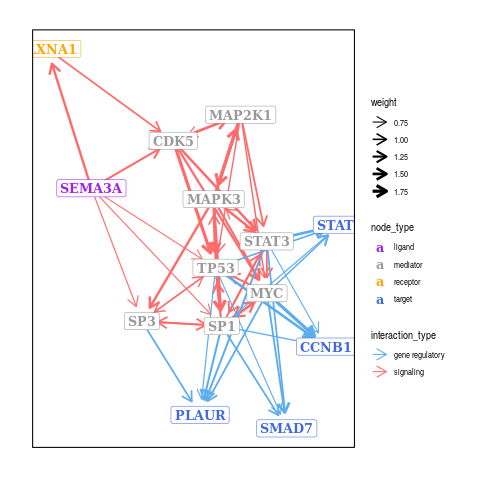 XNA1
MAP2K1
CDK5
SEMA3A
MAPK3
STAT
STAT3
TP53
MYC
SP3
SP1
CCNB1
PLAUR
SMAD7
weight
0.75
1.00
1.25
1.50
1.75
node_type
a ligand
a mediator
a receptor
a target
interaction_type
gene regulatory
signaling